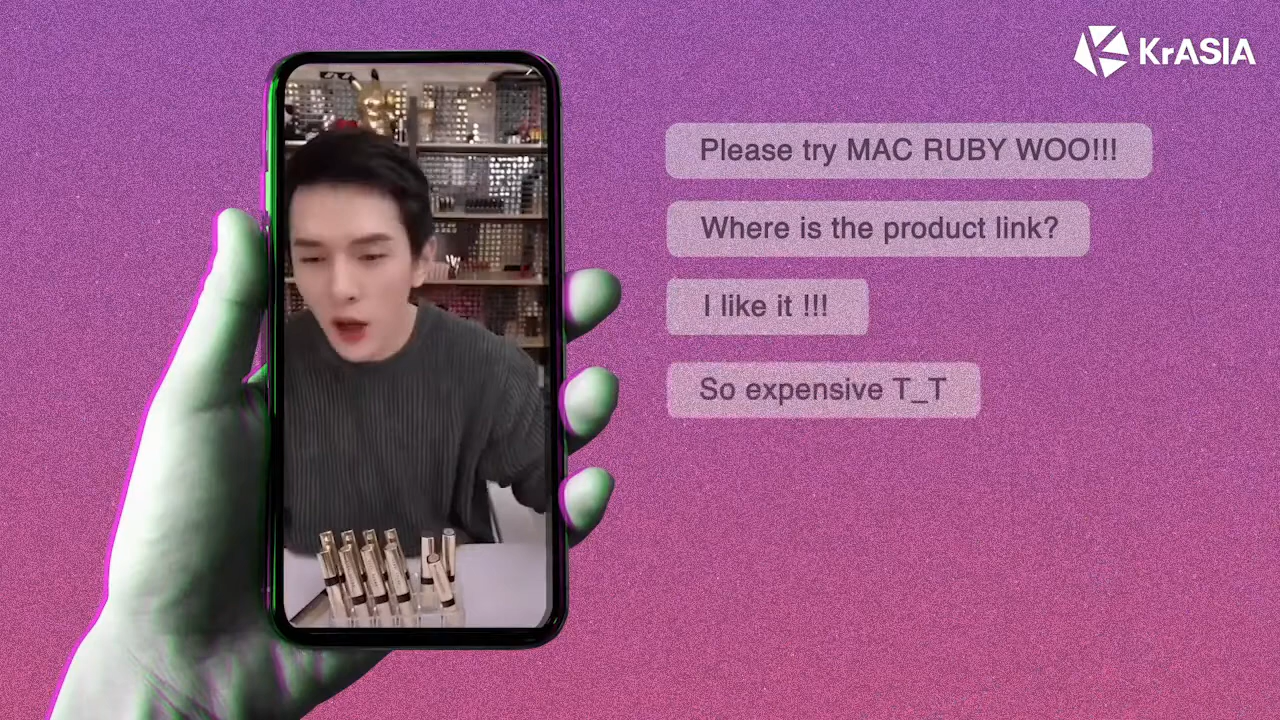 KrASIA
Please try MAC RUBY WOO!!!
Where is the product link?
I like it !!!
So expensive T_T